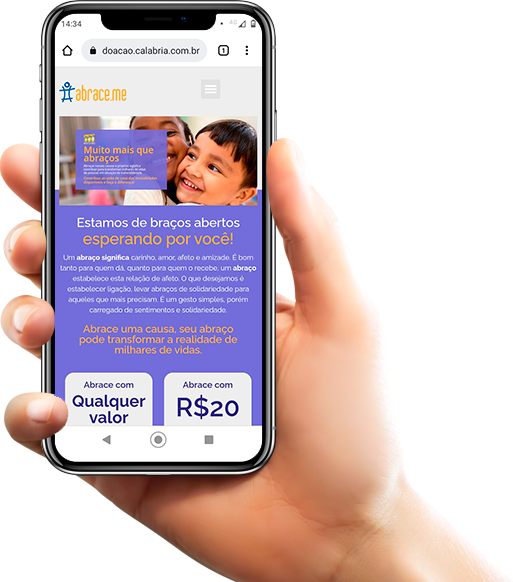 14:34
4G
doacao.calabria.com.br
1
abrace.me
Muito mais que
abraços
Estamos de braços abertos
esperando por você!
Um abraço significa carinho, amor, afeto e amizade. É bom
tanto para quem dá, quanto para quem o recebe, um abraço
estabelece esta relação de afeto. O que desejamos é
estabelecer ligação, levar abraços de solidariedade para
aqueles que mais precisam. É um gesto simples, porém
carregado de sentimentos e solidariedade.
Abrace uma causa, seu abraço
pode transformar a realidade de
milhares de vidas.
Abrace com
Qualquer
valor
Abrace com
R$20